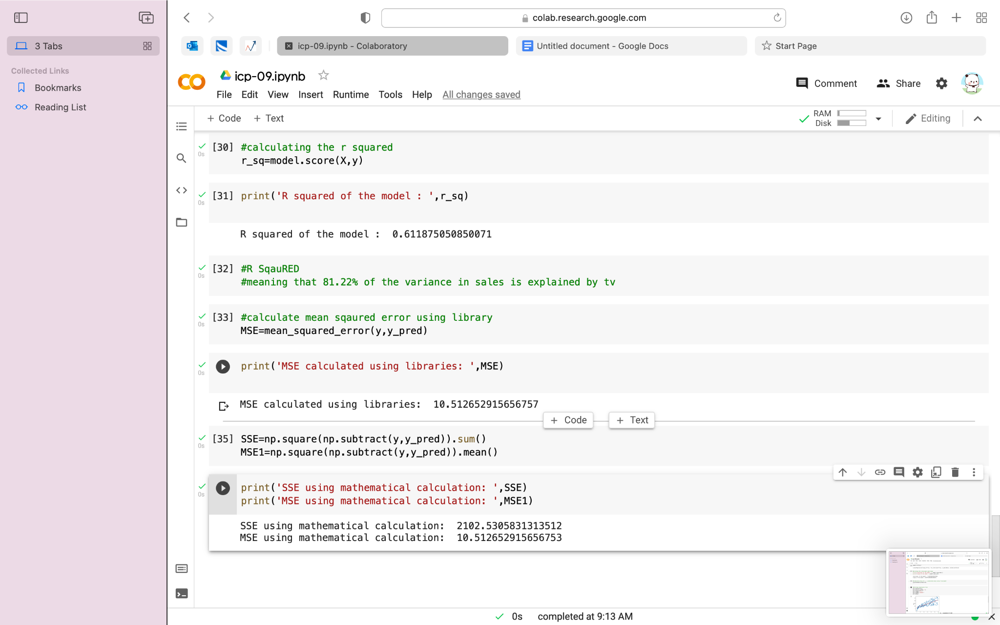 colab.research.google.com
3 Tabs
icp-09.ipynb - Colaboratory
Untitled document - Google Docs
Start Page
Collected Links
Bookmarks
Reading List
icp-09.ipynb
Comment
Share
File Edit View Insert Runtime Tools Help All changes saved
+ Code + Text
RAM
Disk
Editing
[30] #calculating the r squared
r_sq=model.score(X,y)
0s
[31] print('R squared of the model : ',r_sq)
0s
R squared of the model :  0.611875050850071
[32] #R SqauRED
#meaning that 81.22% of the variance in sales is explained by tv
0s
[33] #calculate mean sqaured error using library
MSE=mean_squared_error(y,y_pred)
0s
print('MSE calculated using libraries: ',MSE)
0s
MSE calculated using libraries:  10.512652915656757
+ Code + Text
[35] SSE=np.square(np.subtract(y,y_pred)).sum()
MSE1=np.square(np.subtract(y,y_pred)).mean()
0s
print('SSE using mathematical calculation: ',SSE)
print('MSE using mathematical calculation: ',MSE1)
0s
SSE using mathematical calculation:  2102.5305831313512
MSE using mathematical calculation:  10.512652915656753
0s completed at 9:13 AM